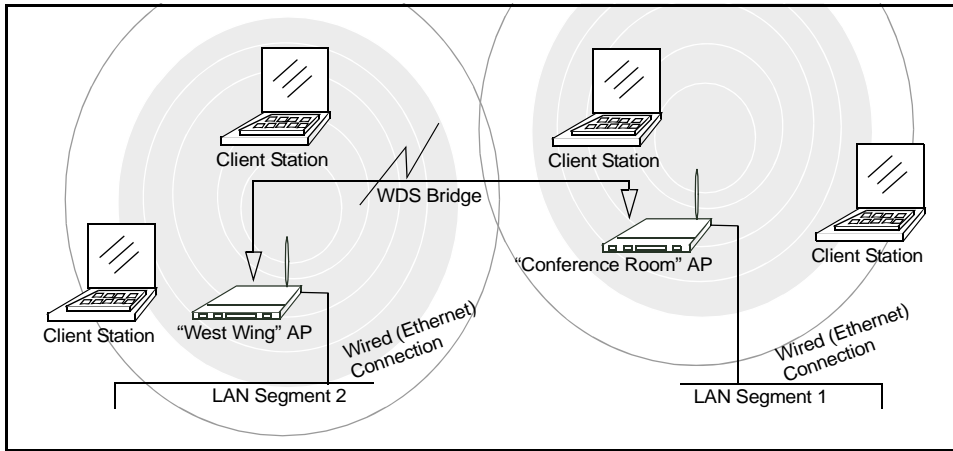 Client Station
Client Station
WDS Bridge
Client Station
“Conference Room” AP
Client Station
“West Wing” AP
Wired (Ethernet)
Connection
LAN Segment 2
Wired (Ethernet)
Connection
LAN Segment 1